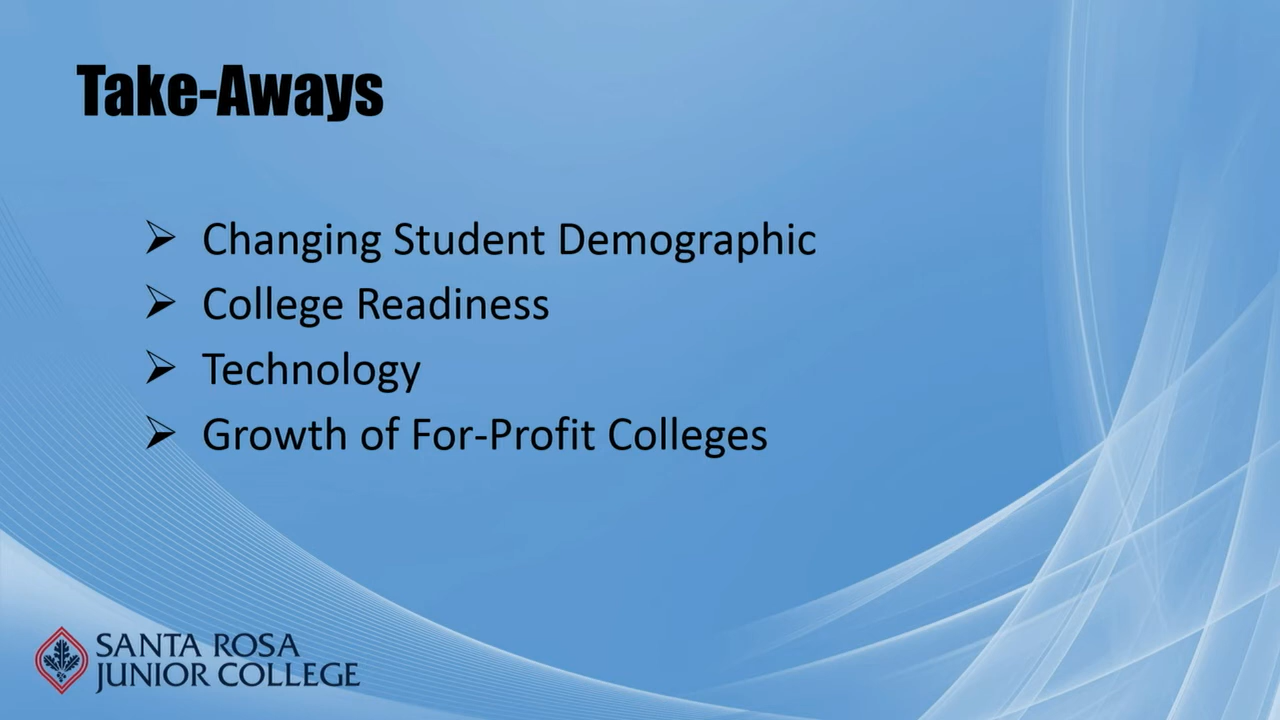 Take-Aways
Changing Student Demographic
College Readiness
Technology
Growth of For-Profit Colleges
SANTA ROSA
JUNIOR COLLEGE